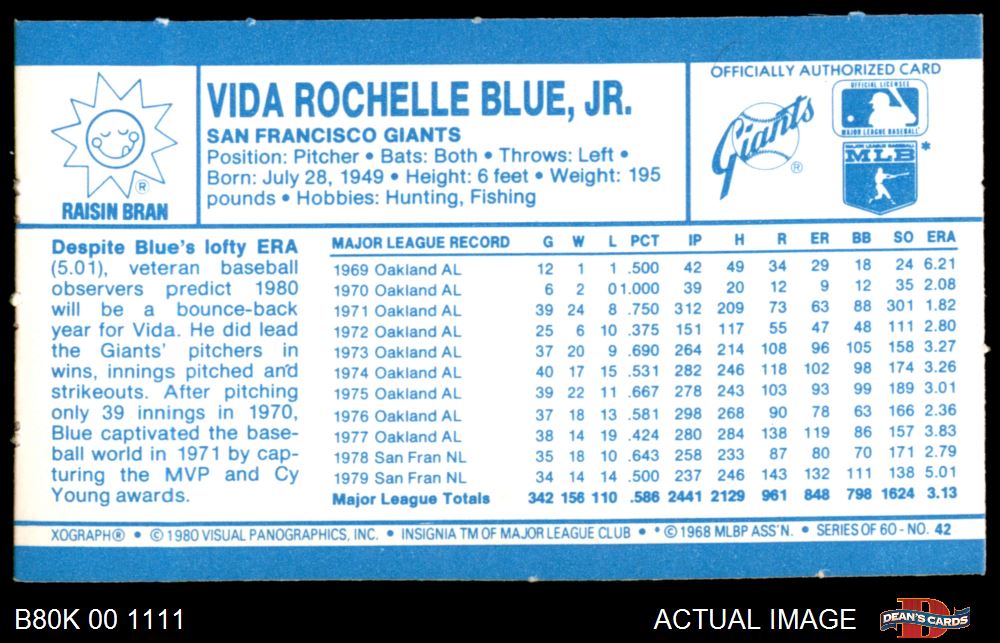 VIDA ROCHELLE BLUE, JR.
SAN FRANCISCO GIANTS
Position: Pitcher • Bats: Both • Throws: Left •
Born: July 28, 1949 • Height: 6 feet • Weight: 195
pounds • Hobbies: Hunting, Fishing
®
RAISIN BRAN
OFFICIALLY AUTHORIZED CARD
Giants
®
OFFICIAL LICENSEE
MAJOR LEAGUE BASEBALL
MAJOR LEAGUE BASEBALL
MLB *
Despite Blue's lofty ERA
(5.01), veteran baseball
observers predict 1980
will be a bounce-back
year for Vida. He did lead
the Giants' pitchers in
wins, innings pitched and
strikeouts. After pitching
only 39 innings in 1970,
Blue captivated the base-
ball world in 1971 by cap-
turing the MVP and Cy
Young awards.
MAJOR LEAGUE RECORD G W L PCT IP H R ER BB SO ERA
1969 Oakland AL 12 1 1 .500 42 49 34 29 18 24 6.21
1970 Oakland AL 6 2 0 1.000 39 20 12 9 12 35 2.08
1971 Oakland AL 39 24 8 .750 312 209 73 63 88 301 1.82
1972 Oakland AL 25 6 10 .375 151 117 55 47 48 111 2.80
1973 Oakland AL 37 20 9 .690 264 214 108 96 105 158 3.27
1974 Oakland AL 40 17 15 .531 282 246 118 102 98 174 3.26
1975 Oakland AL 39 22 11 .667 278 243 103 93 99 189 3.01
1976 Oakland AL 37 18 13 .581 298 268 90 78 63 166 2.36
1977 Oakland AL 38 14 19 .424 280 284 138 119 86 157 3.83
1978 San Fran NL 35 18 10 .643 258 233 87 80 70 171 2.79
1979 San Fran NL 34 14 14 .500 237 246 143 132 111 138 5.01
Major League Totals 342 156 110 .586 2441 2129 961 848 798 1624 3.13
XOGRAPH® • © 1980 VISUAL PANOGRAPHICS, INC. • INSIGNIA TM OF MAJOR LEAGUE CLUB • * © 1968 MLBP ASS'N. • SERIES OF 60 - NO. 42
B80K 00 1111
ACTUAL IMAGE
D
DEAN'S CARDS